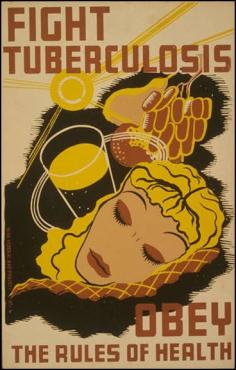 FIGHT
TUBERCULOSIS
OBEY
THE RULES OF HEALTH